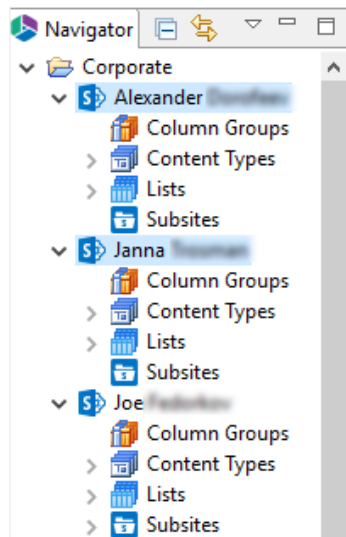 Navigator
Corporate
Alexander
Column Groups
Content Types
Lists
Subsites
Janna
Column Groups
Content Types
Lists
Subsites
Joe
Column Groups
Content Types
Lists
Subsites